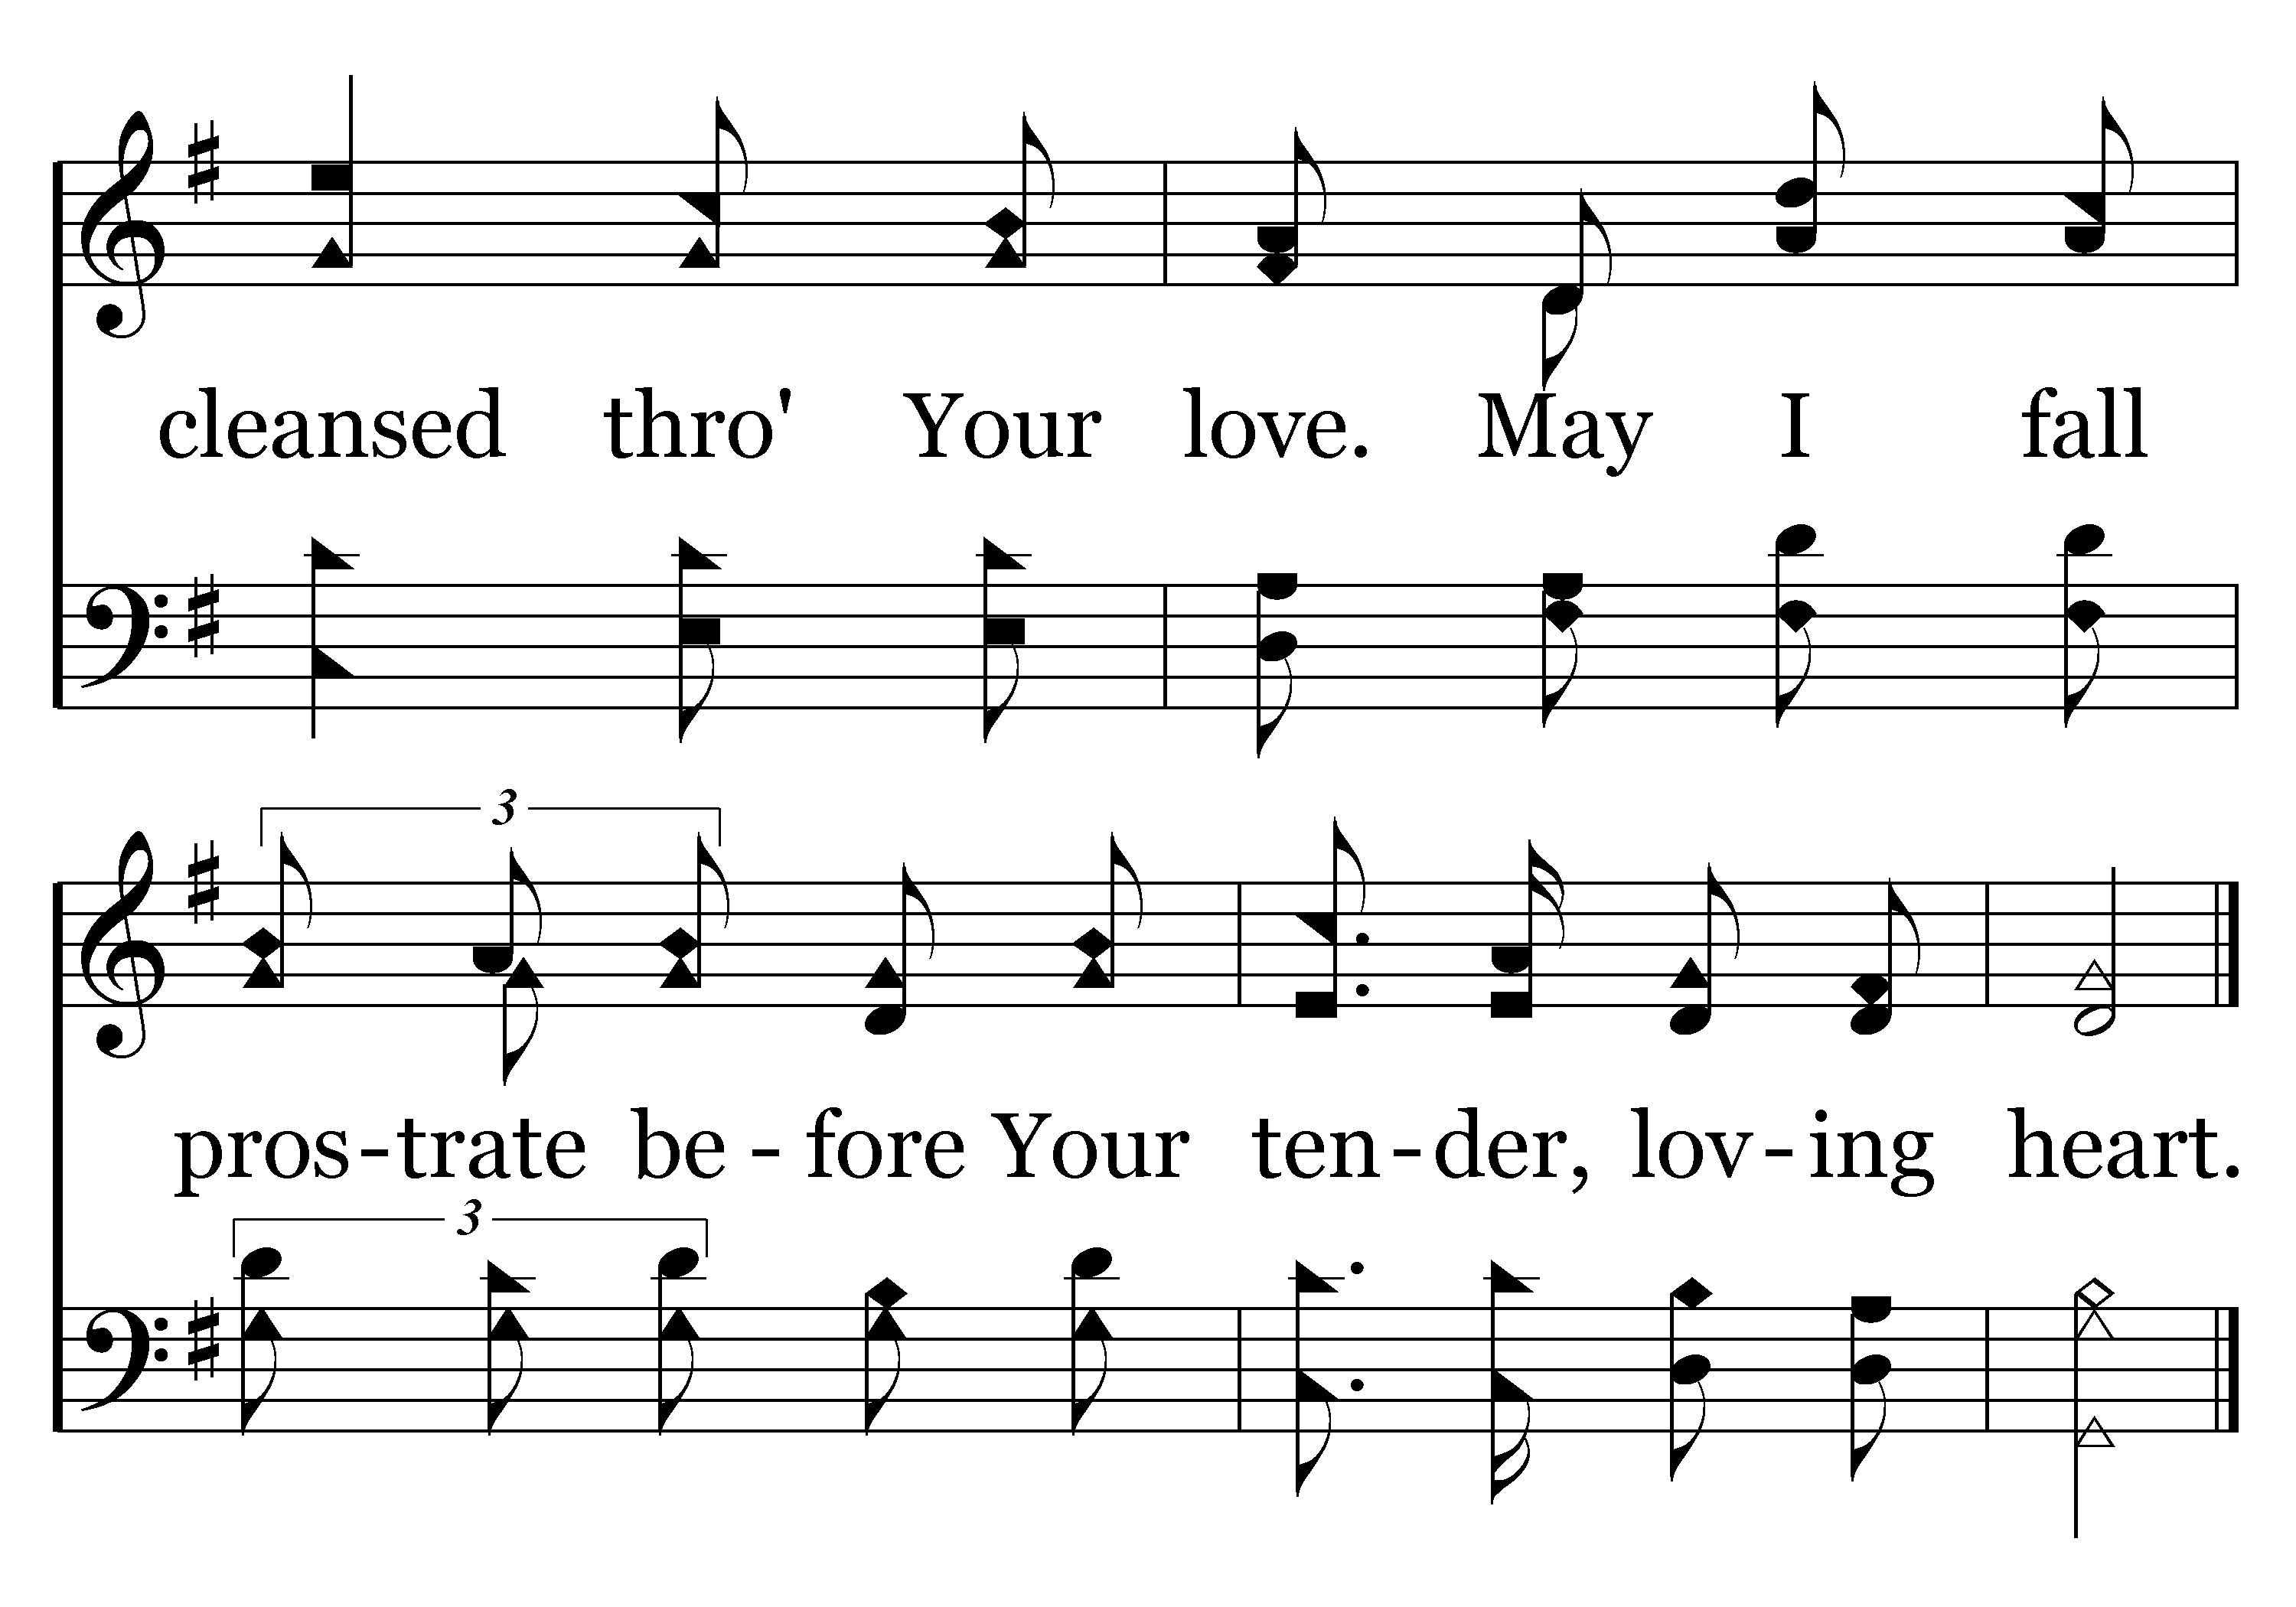 cleansed thro' Your love. May I fall
3
pros-trate be - fore Your ten-der, lov-ing heart.
3